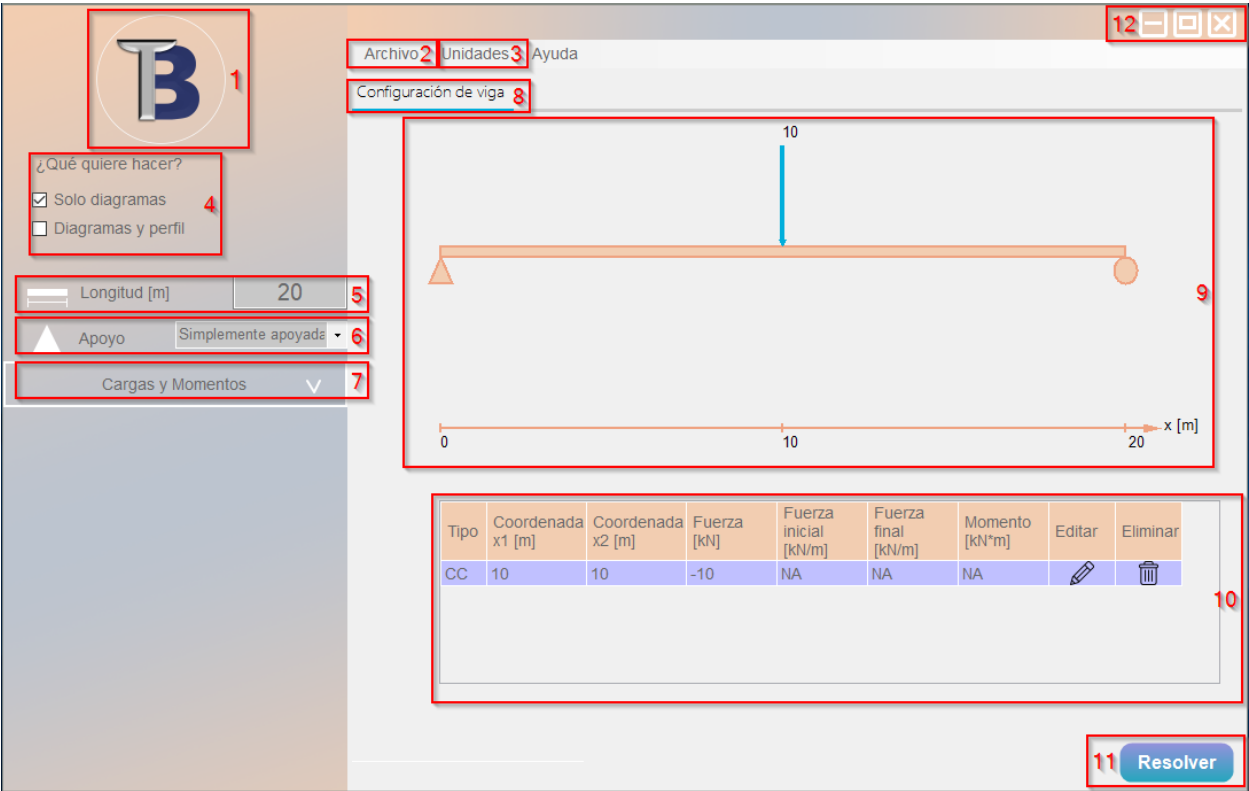 12
Archivo 2 Unidades 3 Ayuda
TB 1
Configuración de viga 8
¿Qué quiere hacer?
Solo diagramas
4
Diagramas y perfil
Longitud [m] 20 5
Apoyo Simplemente apoyada 6
Cargas y Momentos 7
10
9
x [m]
0 10 20
Tipo Coordenada x1 [m] Coordenada x2 [m] Fuerza [kN] Fuerza inicial [kN/m] Fuerza final [kN/m] Momento [kN*m] Editar Eliminar
CC 10 10 -10 NA NA NA
10
11 Resolver